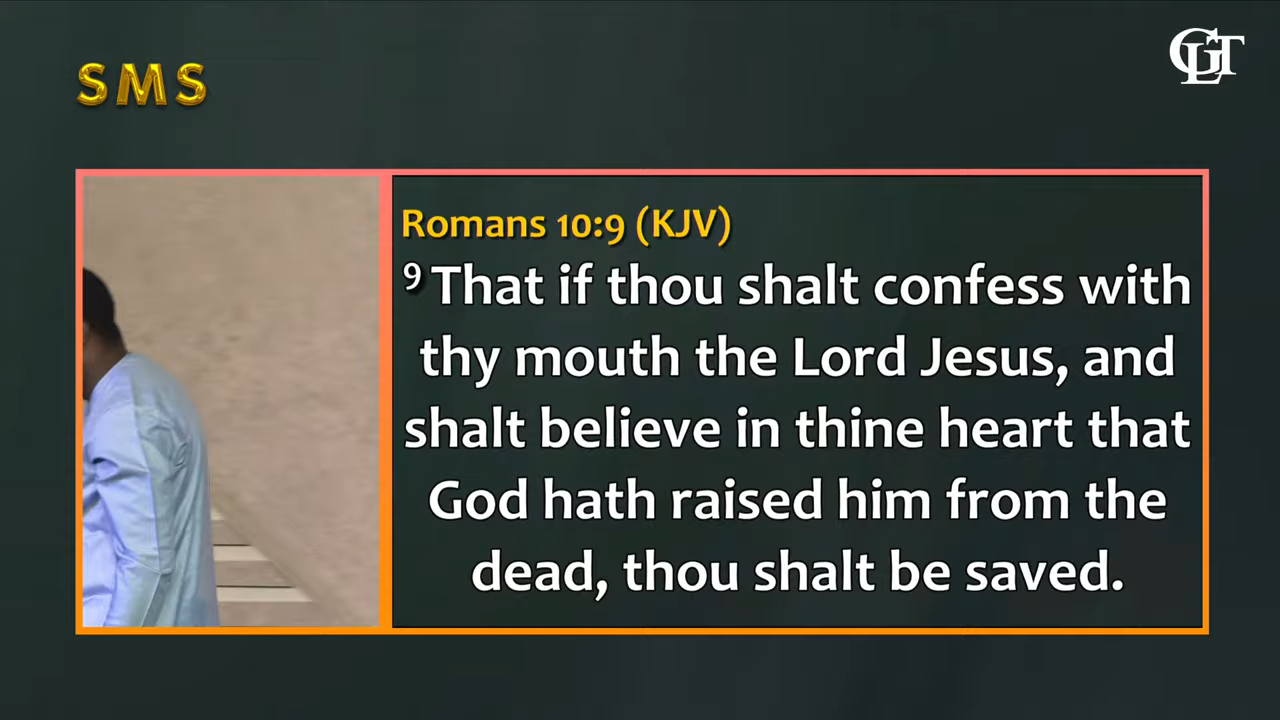 SMS
GLT
Romans 10:9 (KJV)
9 That if thou shalt confess with
thy mouth the Lord Jesus, and
shalt believe in thine heart that
God hath raised him from the
dead, thou shalt be saved.